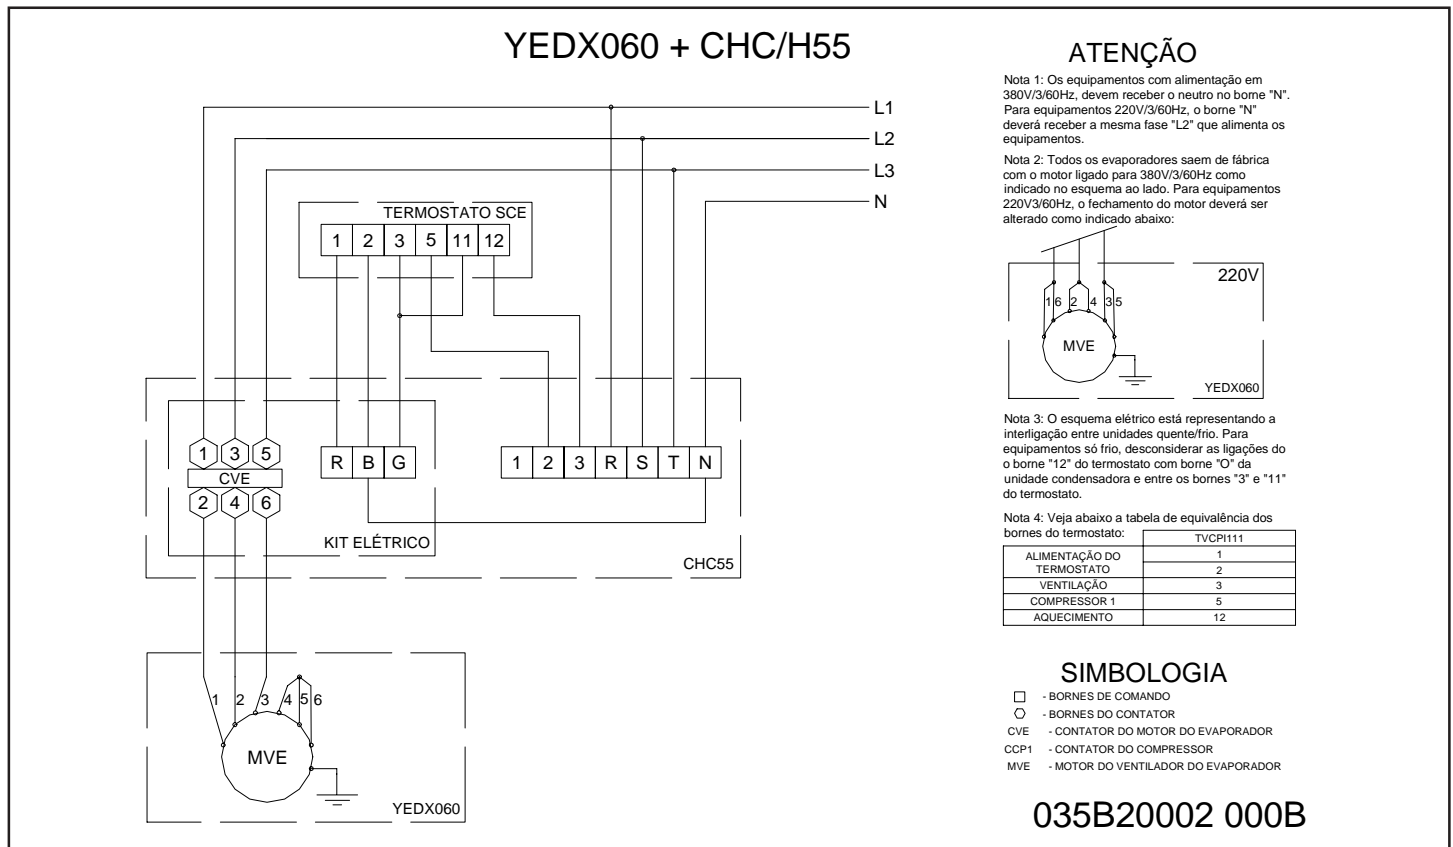 YEDX060 + CHC/H55
L1
L2
L3
N
TERMOSTATO SCE
1 2 3 5 11 12
1 3 5
CVE
2 4 6
R B G
1 2 3 R S T N
KIT ELÉTRICO
CHC55
1 2 3 4 5 6
MVE
YEDX060
ATENÇÃO
Nota 1: Os equipamentos com alimentação em
380V/3/60Hz, devem receber o neutro no borne "N".
Para equipamentos 220V/3/60Hz, o borne "N"
deverá receber a mesma fase "L2" que alimenta os
equipamentos.
Nota 2: Todos os evaporadores saem de fábrica
com o motor ligado para 380V/3/60Hz como
indicado no esquema ao lado. Para equipamentos
220V3/60Hz, o fechamento do motor deverá ser
alterado como indicado abaixo:
220V
1 6 2 4 3 5
MVE
YEDX060
Nota 3: O esquema elétrico está representando a
interligação entre unidades quente/frio. Para
equipamentos só frio, desconsiderar as ligações do
o borne "12" do termostato com borne "O" da
unidade condensadora e entre os bornes "3" e "11"
do termostato.
Nota 4: Veja abaixo a tabela de equivalência dos
bornes do termostato:
TVCPI111
ALIMENTAÇÃO DO
TERMOSTATO
1
2
VENTILAÇÃO 3
COMPRESSOR 1 5
AQUECIMENTO 12
SIMBOLOGIA
- BORNES DE COMANDO
- BORNES DO CONTATOR
CVE - CONTATOR DO MOTOR DO EVAPORADOR
CCP1 - CONTATOR DO COMPRESSOR
MVE - MOTOR DO VENTILADOR DO EVAPORADOR
035B20002 000B